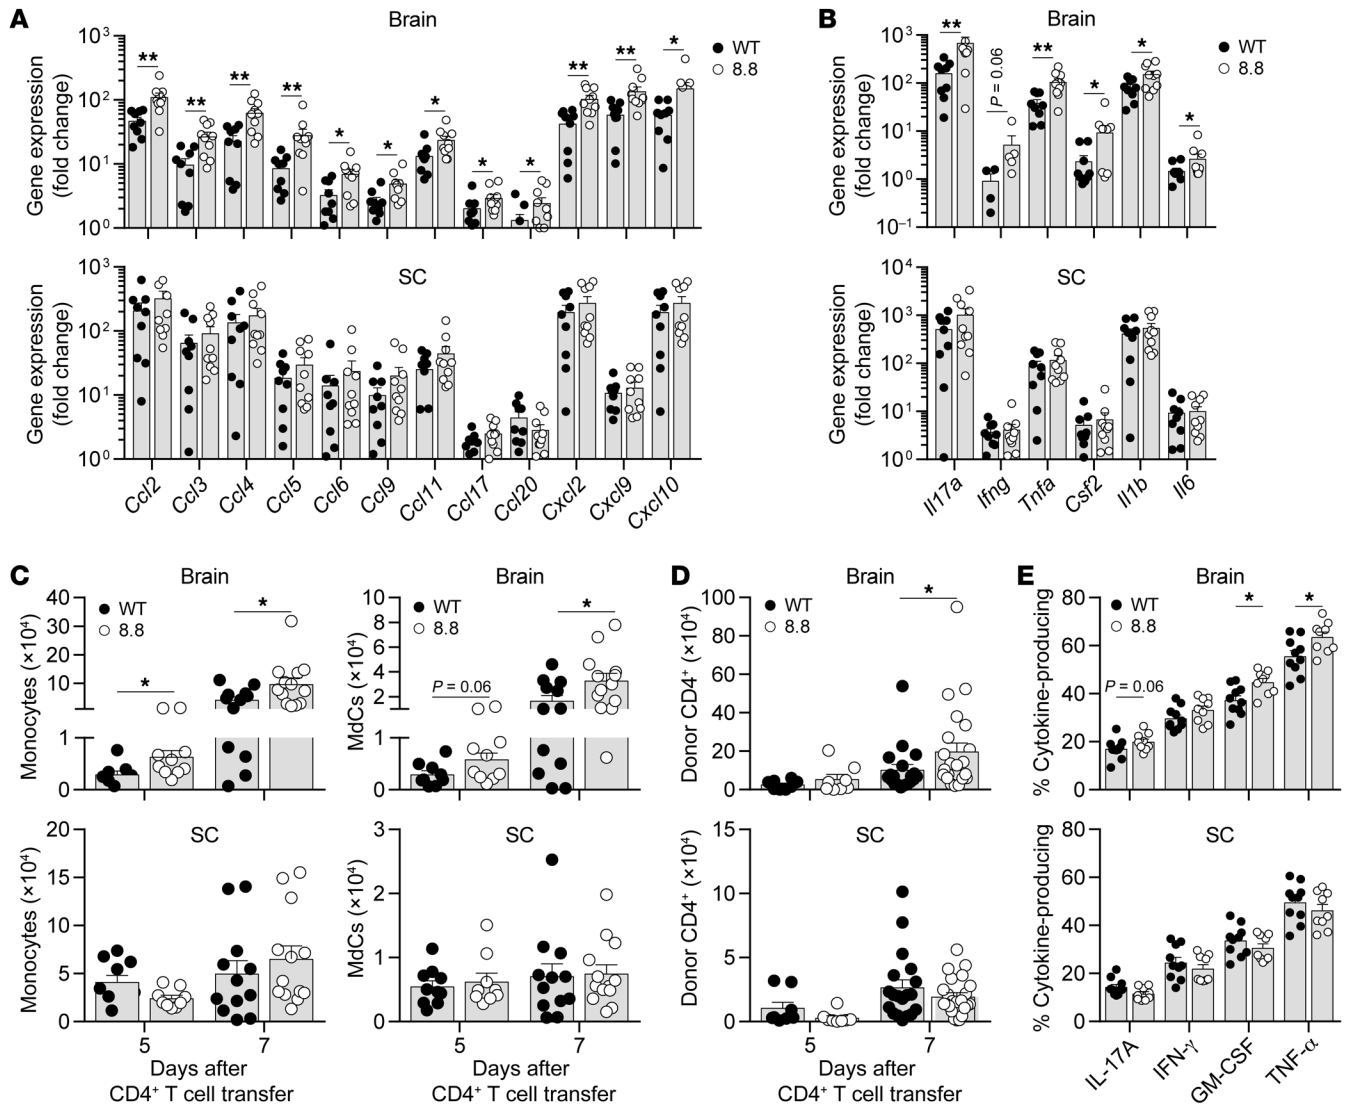 A
Brain
Gene expression
(fold change)
10³
10²
10¹
10⁰
** ** ** ** * * * * * ** ** *
WT
8.8
SC
Gene expression
(fold change)
10³
10²
10¹
10⁰
Ccl2 Ccl3 Ccl4 Ccl5 Ccl6 Ccl9 Ccl11 Ccl17 Ccl20 Cxcl2 Cxcl9 Cxcl10
B
Brain
Gene expression
(fold change)
10³
10²
10¹
10⁰
10⁻¹
** P = 0.06 ** * * *
WT
8.8
SC
Gene expression
(fold change)
10⁴
10³
10²
10¹
10⁰
Il17a Ifng Tnfa Csf2 Il1b Il6
C
Brain
Monocytes (×10⁴)
40
30
20
10
1
0
WT
8.8
* *
5 7
SC
Monocytes (×10⁴)
20
15
10
5
0
5 7
Days after
CD4⁺ T cell transfer
Brain
MdCs (×10⁴)
10
8
6
4
2
1
0
WT
8.8
P = 0.06 *
SC
MdCs (×10⁴)
3
2
1
0
5 7
Days after
CD4⁺ T cell transfer
D
Brain
Donor CD4⁺ (×10⁴)
100
80
60
40
20
0
WT
8.8
*
SC
Donor CD4⁺ (×10⁴)
15
10
5
0
5 7
Days after
CD4⁺ T cell transfer
E
Brain
% Cytokine-producing
80
60
40
20
0
WT
8.8
P = 0.06 * *
SC
% Cytokine-producing
80
60
40
20
0
IL-17A IFN-γ GM-CSF TNF-α